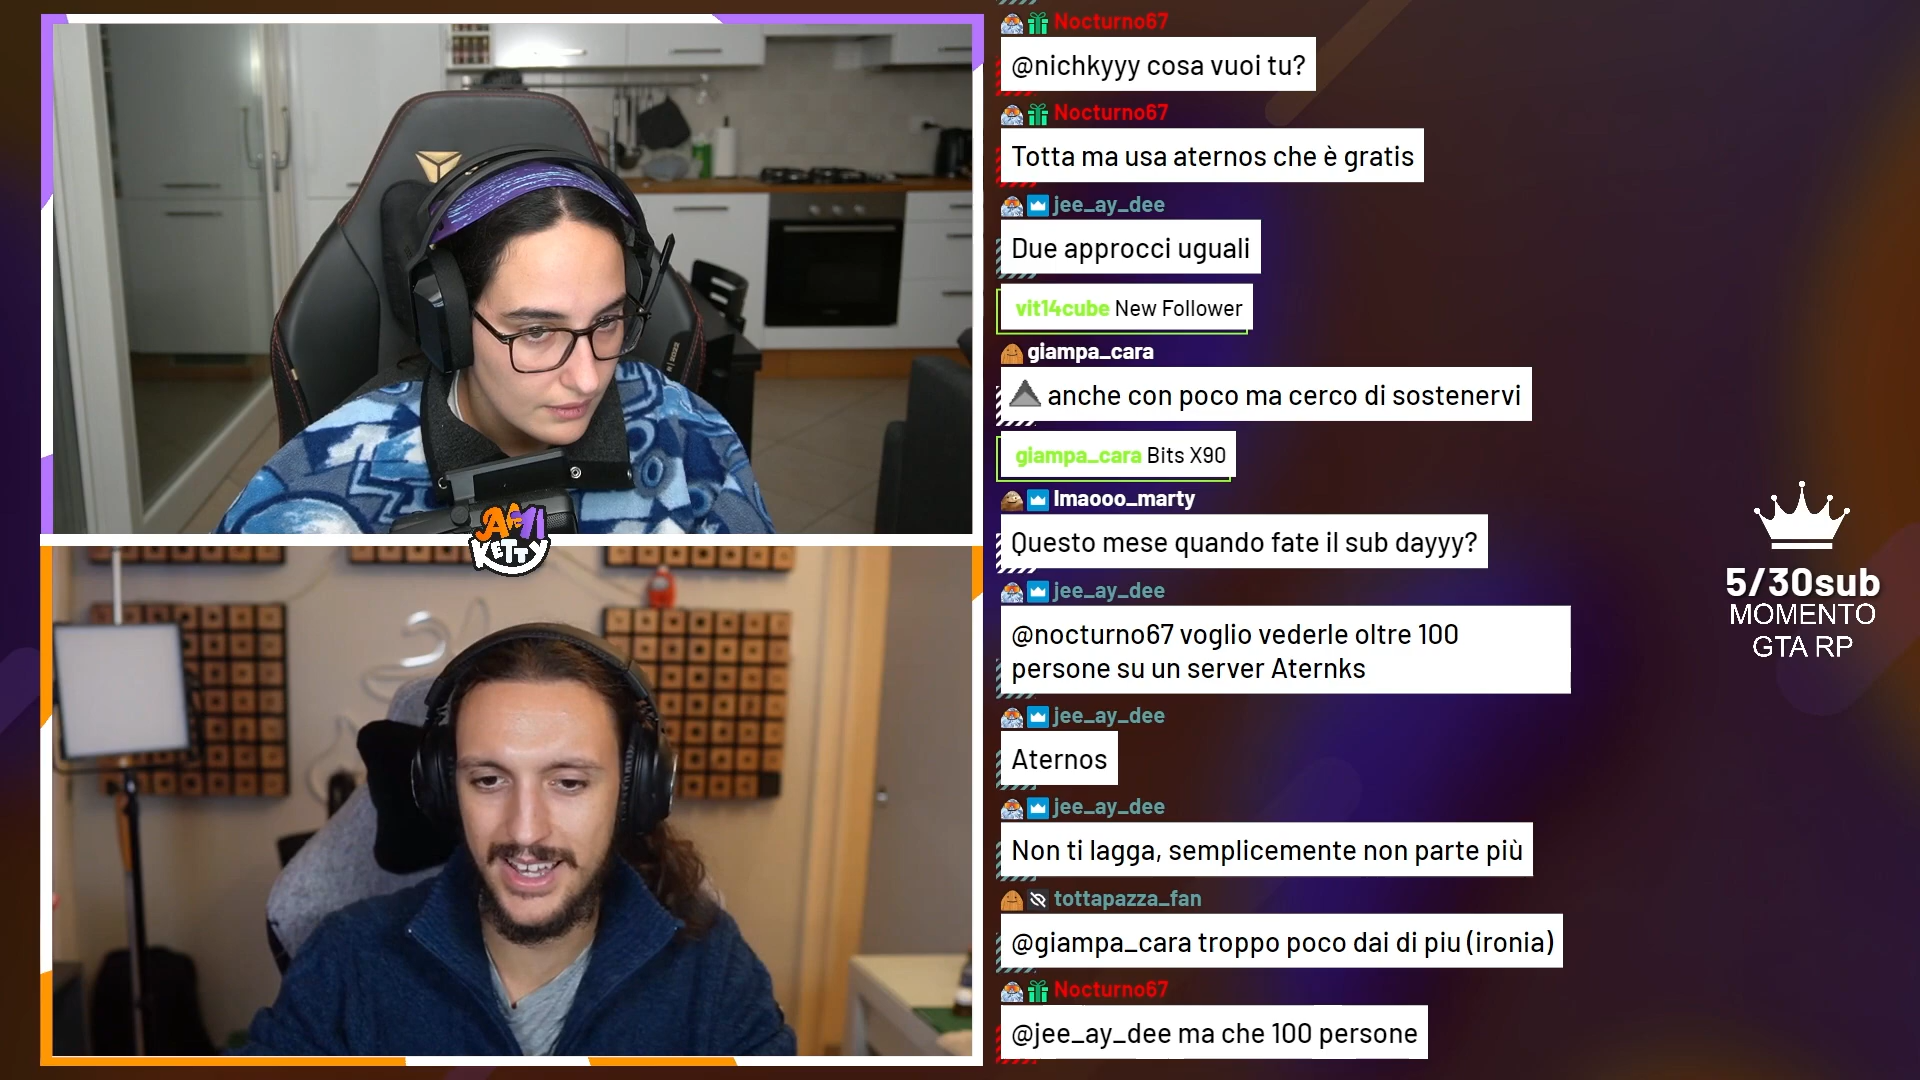 Nocturno67
@nichkyyy cosa vuoi tu?
Nocturno67
Totta ma usa aternos che è gratis
jee_ay_dee
Due approcci uguali
vit14cube New Follower
giampa_cara
anche con poco ma cerco di sostenervi
giampa_cara Bits X90
lmaooo_marty
Questo mese quando fate il sub dayyy?
jee_ay_dee
@nocturno67 voglio vederle oltre 100
persone su un server Aternks
jee_ay_dee
Aternos
jee_ay_dee
Non ti lagga, semplicemente non parte più
tottapazza_fan
@giampa_cara troppo poco dai di piu (ironia)
Nocturno67
@jee_ay_dee ma che 100 persone
5/30sub
MOMENTO
GTA RP
KETTY